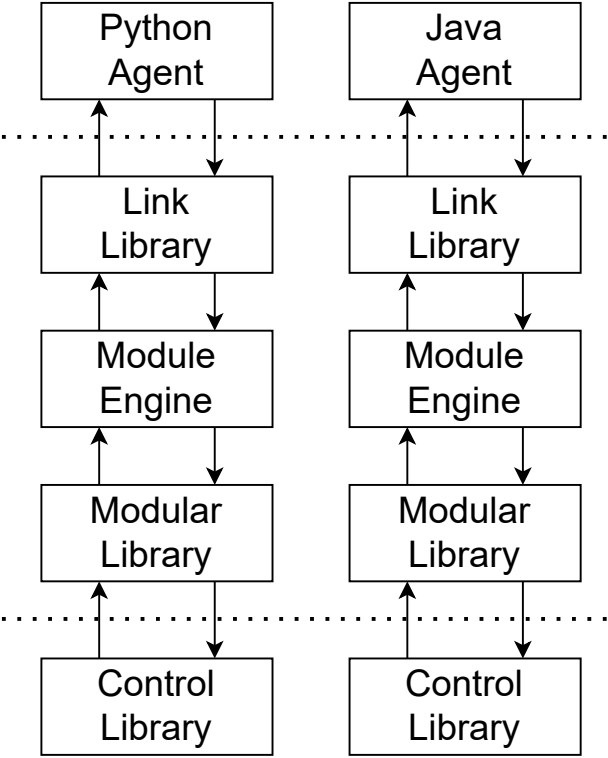 Python
Agent
Java
Agent
Link
Library
Link
Library
Module
Engine
Module
Engine
Modular
Library
Modular
Library
Control
Library
Control
Library